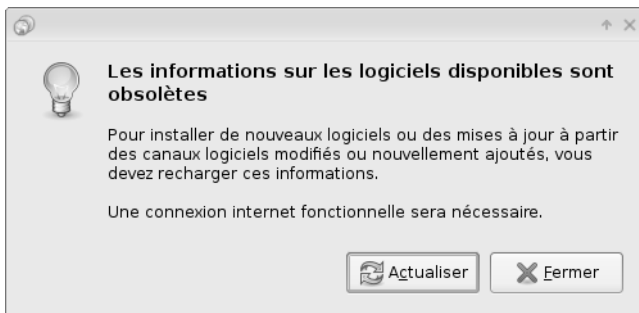 Les informations sur les logiciels disponibles sont
obsolètes
Pour installer de nouveaux logiciels ou des mises à jour à partir
des canaux logiciels modifiés ou nouvellement ajoutés, vous
devez recharger ces informations.
Une connexion internet fonctionnelle sera nécessaire.
Actualiser
Fermer